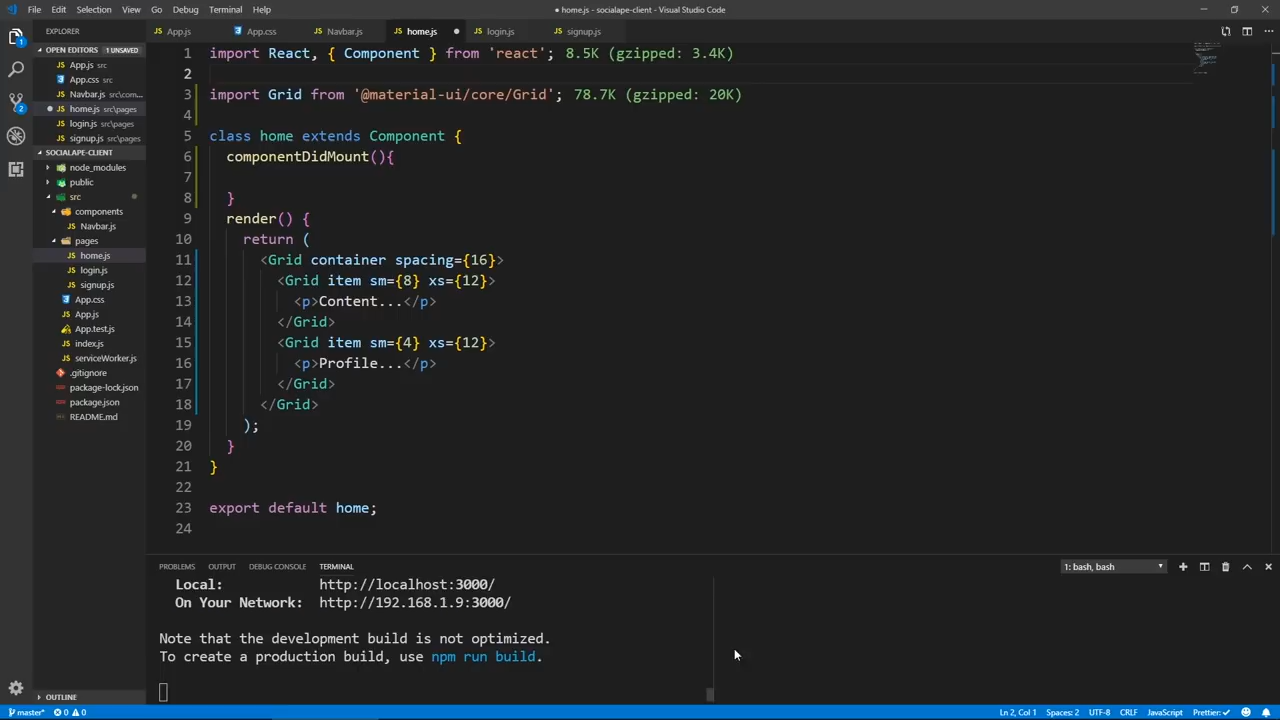 File Edit Selection View Go Debug Terminal Help
● home.js - socialape-client - Visual Studio Code
EXPLORER
OPEN EDITORS 1 UNSAVED
App.js src
App.css src
Navbar.js src\com...
home.js src\pages
login.js src\pages
signup.js src\pages
SOCIALAPE-CLIENT
node_modules
public
src
components
Navbar.js
pages
home.js
login.js
signup.js
App.css
App.js
App.test.js
index.js
serviceWorker.js
.gitignore
package-lock.json
package.json
README.md
OUTLINE
2
App.js App.css Navbar.js home.js login.js signup.js
1 import React, { Component } from 'react'; 8.5K (gzipped: 3.4K)
2
3 import Grid from '@material-ui/core/Grid'; 78.7K (gzipped: 20K)
4
5 class home extends Component {
6 componentDidMount(){
7
8 }
9 render() {
10 return (
11 <Grid container spacing={16}>
12 <Grid item sm={8} xs={12}>
13 <p>Content...</p>
14 </Grid>
15 <Grid item sm={4} xs={12}>
16 <p>Profile...</p>
17 </Grid>
18 </Grid>
19 );
20 }
21 }
22
23 export default home;
24
PROBLEMS OUTPUT DEBUG CONSOLE TERMINAL 1: bash, bash
Local: http://localhost:3000/
On Your Network: http://192.168.1.9:3000/
Note that the development build is not optimized.
To create a production build, use npm run build.
master* 0 0 Ln 2, Col 1 Spaces: 2 UTF-8 CRLF JavaScript Prettier: ✓